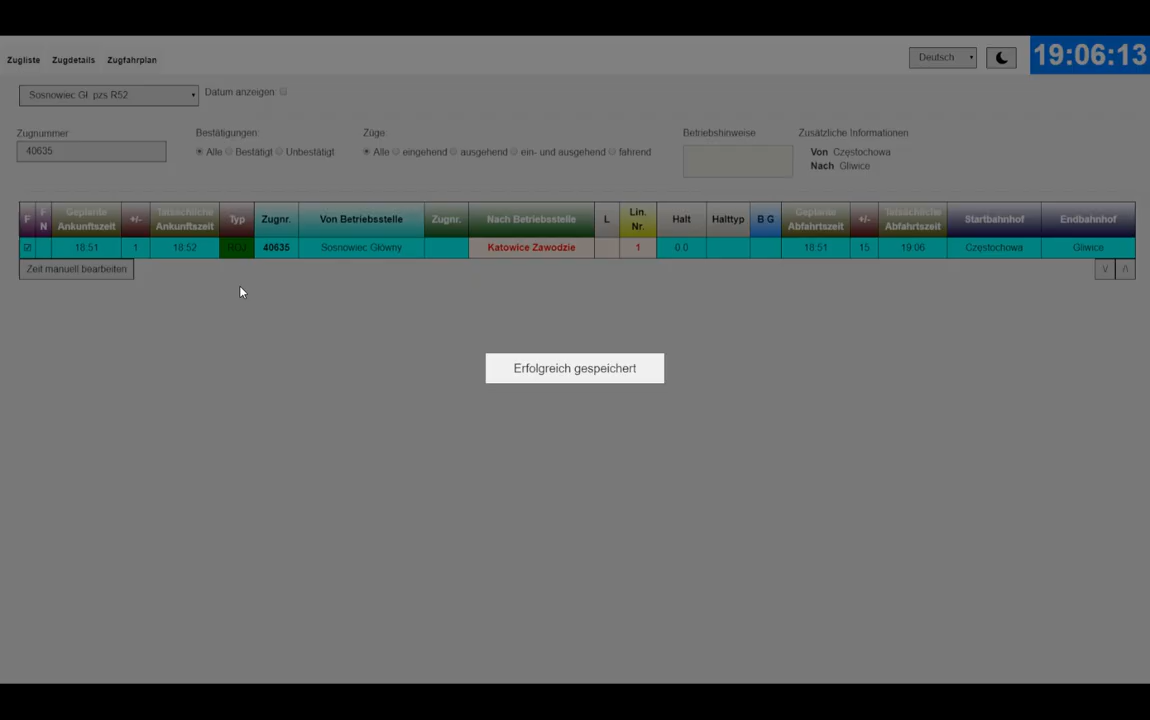 Zugliste Zugdetails Zugfahrplan Deutsch 19:06:13
Sosnowiec Gł pzs R52 Datum anzeigen:
Zugnummer Bestätigungen: Züge: Betriebshinweise Zusätzliche Informationen
40635 Alle Bestätigt Unbestätigt Alle eingehend ausgehend ein- und ausgehend fahrend Von Częstochowa
Nach Gliwice
F F N Geplante Ankunftszeit +/- Tatsächliche Ankunftszeit Typ Zugnr. Von Betriebsstelle Zugnr. Nach Betriebsstelle L Lin. Nr. Halt Halttyp B G Geplante Abfahrtszeit +/- Tatsächliche Abfahrtszeit Startbahnhof Endbahnhof
18:51 1 18:52 40635 Sosnowiec Główny Katowice Zawodzie 1 0.0 18:51 15 19:06 Częstochowa Gliwice
Zeit manuell bearbeiten \/ /\
Erfolgreich gespeichert